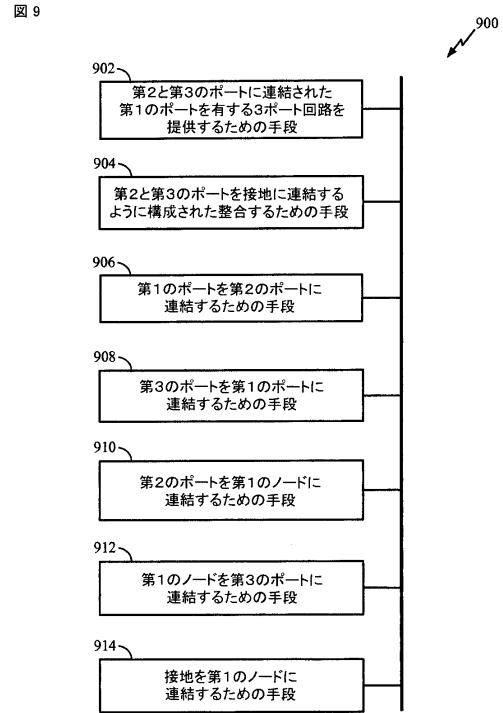 図 9
900
902
第2と第3のポートに連結された
第1のポートを有する3ポート回路を
提供するための手段
904
第2と第3のポートを接地に連結する
ように構成された整合するための手段
906
第1のポートを第2のポートに
連結するための手段
908
第3のポートを第1のポートに
連結するための手段
910
第2のポートを第1のノードに
連結するための手段
912
第1のノードを第3のポートに
連結するための手段
914
接地を第1のノードに
連結するための手段